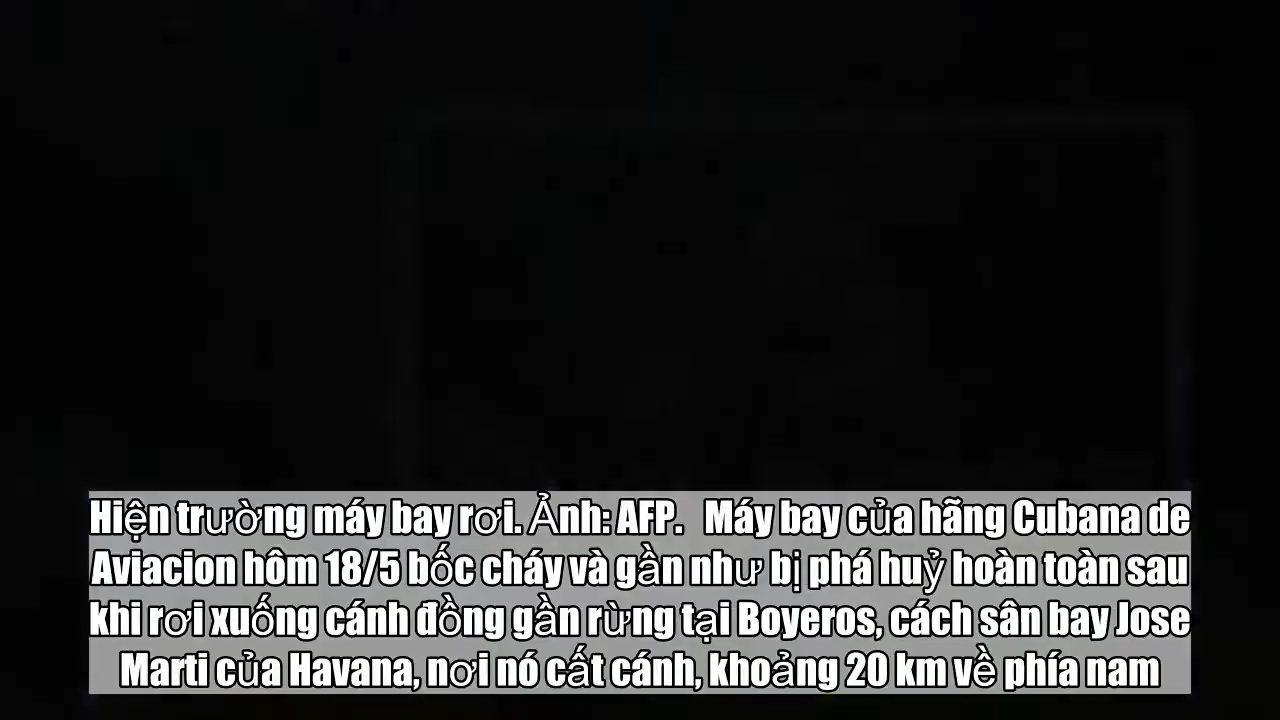 Hiện trường máy bay rơi. Ảnh: AFP.   Máy bay của hãng Cubana de
Aviacion hôm 18/5 bốc cháy và gần như bị phá huỷ hoàn toàn sau
khi rơi xuống cánh đồng gần rừng tại Boyeros, cách sân bay Jose
Marti của Havana, nơi nó cất cánh, khoảng 20 km về phía nam